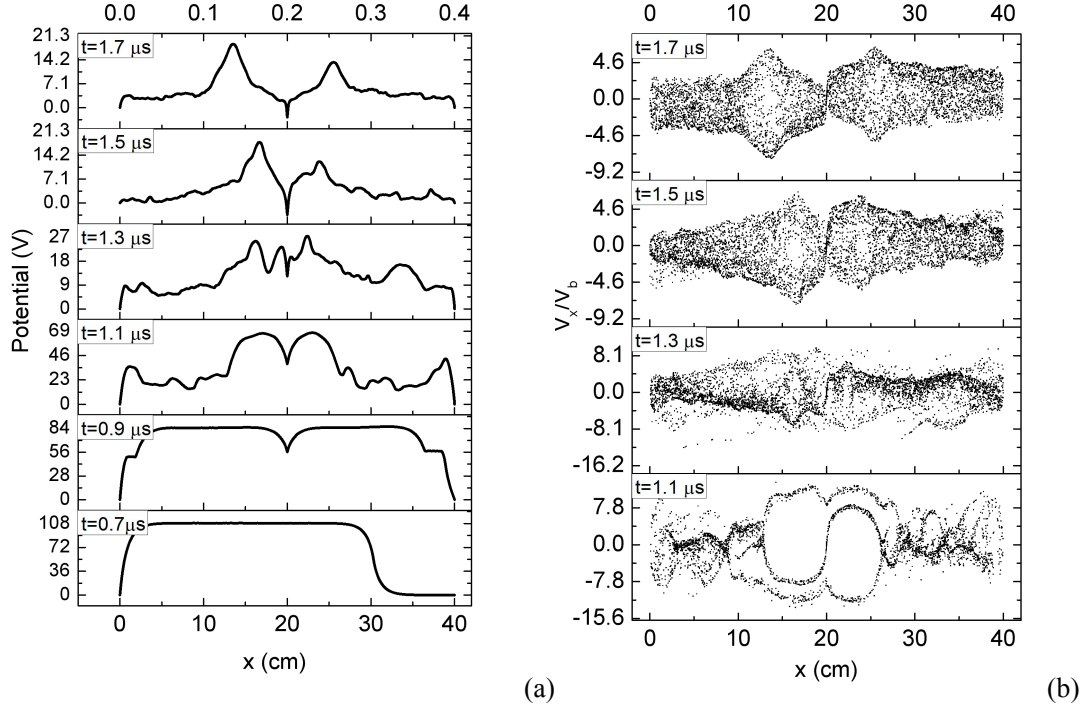 0.0 0.1 0.2 0.3 0.4
t=1.7 μs
21.3
14.2
7.1
0.0
t=1.5 μs
21.3
14.2
7.1
0.0
t=1.3 μs
27
18
9
0
t=1.1 μs
69
46
23
0
t=0.9 μs
84
56
28
0
t=0.7μs
108
72
36
0
Potential (V)
0 10 20 30 40
x (cm)
(a)
0 10 20 30 40
t=1.7 μs
4.6
0.0
-4.6
-9.2
t=1.5 μs
4.6
0.0
-4.6
-9.2
t=1.3 μs
8.1
0.0
-8.1
-16.2
t=1.1 μs
7.8
0.0
-7.8
-15.6
Vx/Vb
0 10 20 30 40
x (cm)
(b)